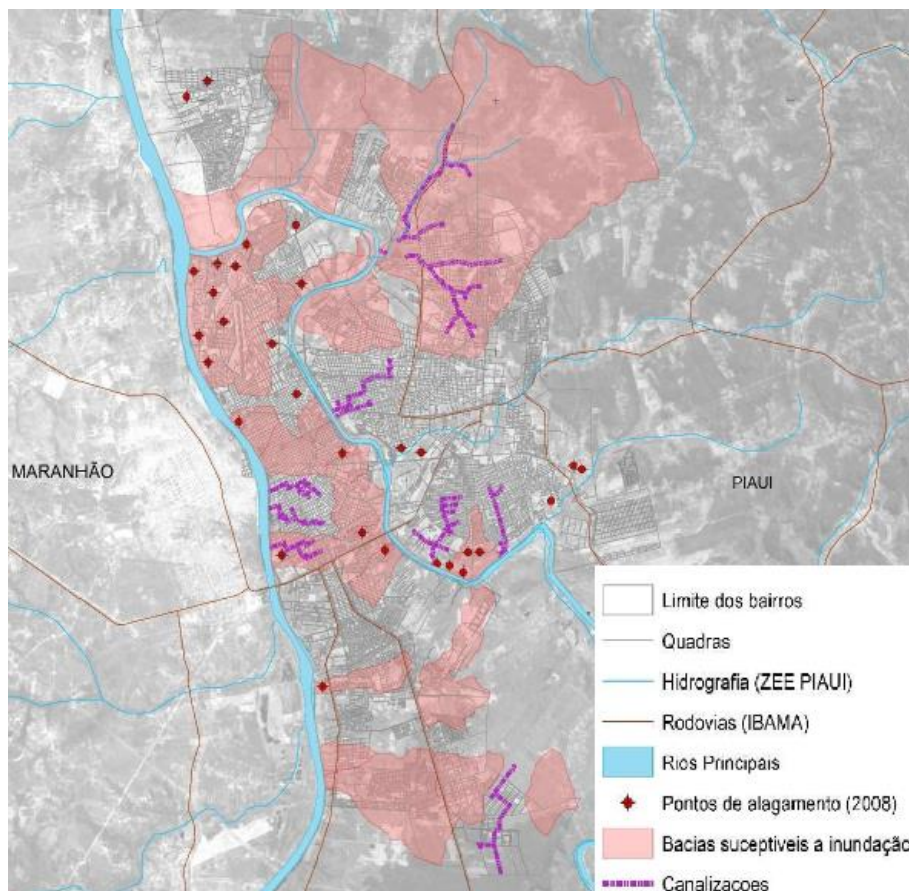 MARANHÃO
PIAUI
Limite dos bairros
Quadras
Hidrografia (ZEE PIAUI)
Rodovias (IBAMA)
Rios Principais
Pontos de alagamento (2008)
Bacias suceptiveis a inundação
Canalizaçoes